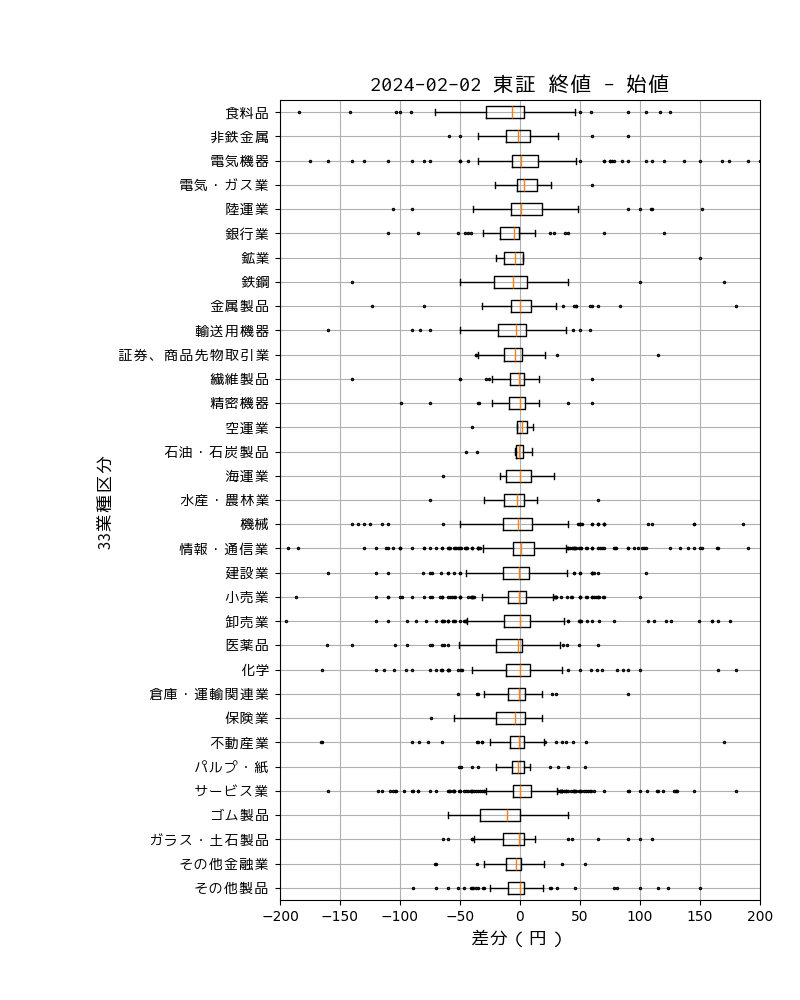 2024-02-02 東証 終値 - 始値
食料品
非鉄金属
電気機器
電気・ガス業
陸運業
銀行業
鉱業
鉄鋼
金属製品
輸送用機器
証券、商品先物取引業
繊維製品
精密機器
空運業
石油・石炭製品
海運業
水産・農林業
機械
情報・通信業
建設業
小売業
卸売業
医薬品
化学
倉庫・運輸関連業
保険業
不動産業
パルプ・紙
サービス業
ゴム製品
ガラス・土石製品
その他金融業
その他製品
33業種区分
−200 −150 −100 −50 0 50 100 150 200
差分（円）